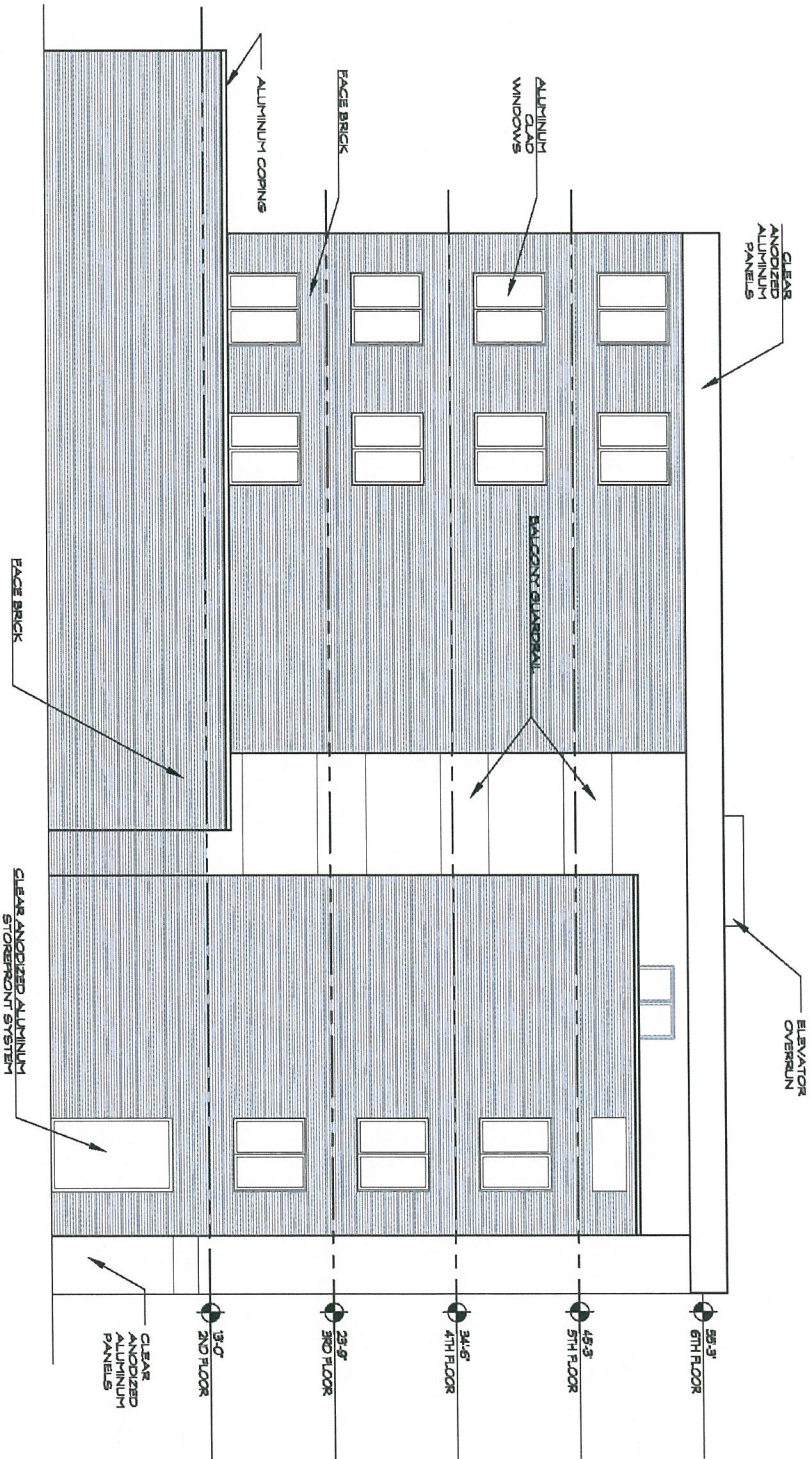 ELEVATOR
OVERRUN
CLEAR
ANODIZED
ALUMINUM
PANELS
55'-3"
6TH FLOOR
45'-3"
5TH FLOOR
ALUMINUM
CLAD
WINDOWS
BALCONY GUARDRAIL
34'-6"
4TH FLOOR
FACE BRICK
23'-9"
3RD FLOOR
ALUMINUM COPING
13'-0"
2ND FLOOR
CLEAR
ANODIZED
ALUMINUM
PANELS
FACE BRICK
CLEAR ANODIZED ALUMINUM
STOREFRONT SYSTEM